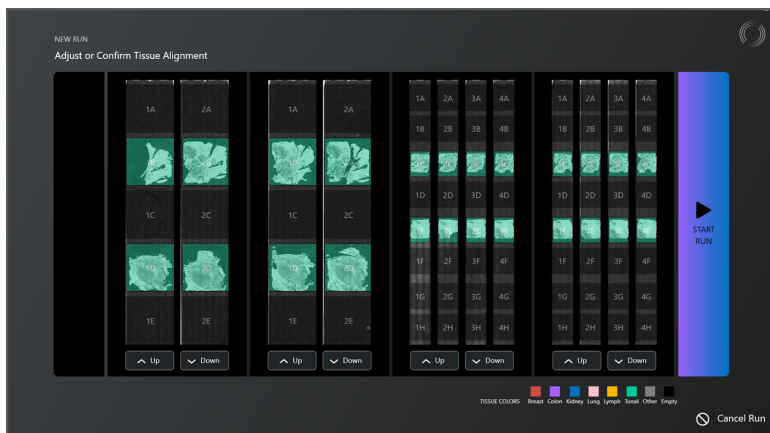 NEW RUN
Adjust or Confirm Tissue Alignment
1A 2A 1A 2A 1A 2A 3A 4A 1A 2A 3A 4A
1B 2B 3B 4B 1B 2B 3B 4B
1C 2C 1C 2C
1D 2D 3D 4D 1D 2D 3D 4D
1D 2D 1D 2D
1F 2F 3F 4F 1F 2F 3F 4F
1G 2G 3G 4G 1G 2G 3G 4G
1E 2E 1E 2E 1H 2H 3H 4H 1H 2H 3H 4H
START
RUN
Up Down Up Down Up Down Up Down
TISSUE COLORS Breast Colon Kidney Lung Lymph Tonsil Other Empty
Cancel Run